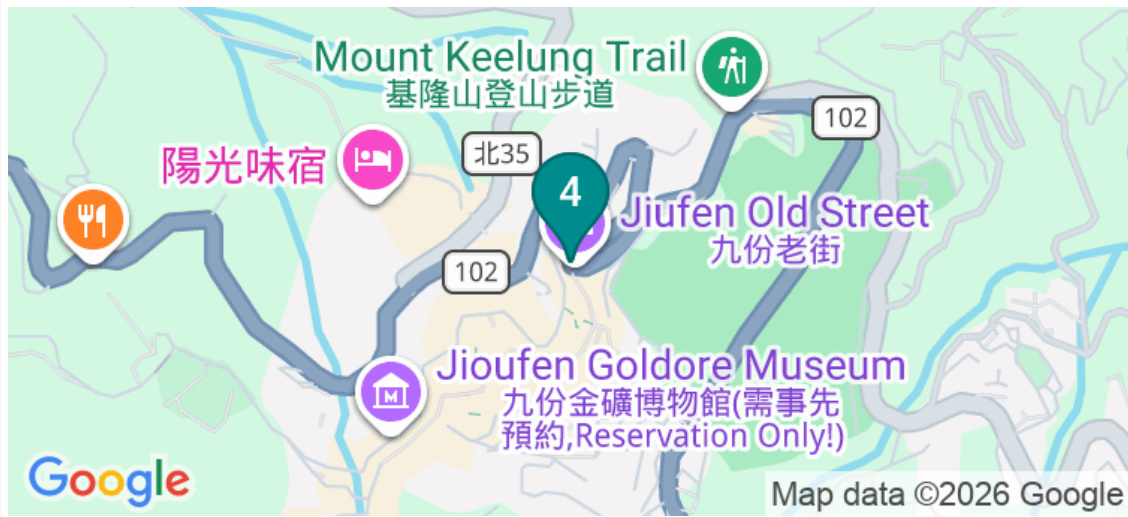 Mount Keelung Trail
基隆山登山步道
102
北35
陽光味宿
4
Jiufen Old Street
九份老街
102
Jioufen Goldore Museum
九份金礦博物館(需事先
預約,Reservation Only!)
M
Google
Map data ©2026 Google